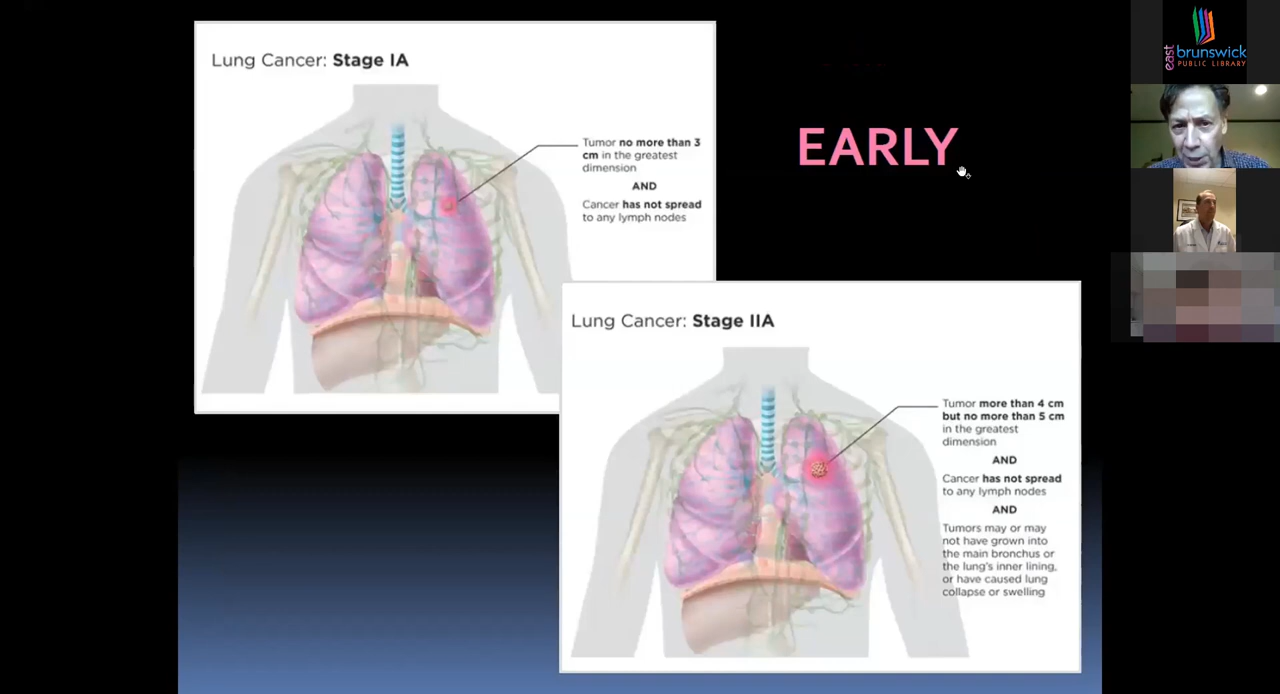 Lung Cancer: Stage IA
Tumor no more than 3
cm in the greatest
dimension
AND
Cancer has not spread
to any lymph nodes
EARLY
Lung Cancer: Stage IIA
Tumor more than 4 cm
but no more than 5 cm
in the greatest
dimension
AND
Cancer has not spread
to any lymph nodes
AND
Tumors may or may
not have grown into
the main bronchus or
the lung's inner lining,
or have caused lung
collapse or swelling
east
brunswick
PUBLIC LIBRARY